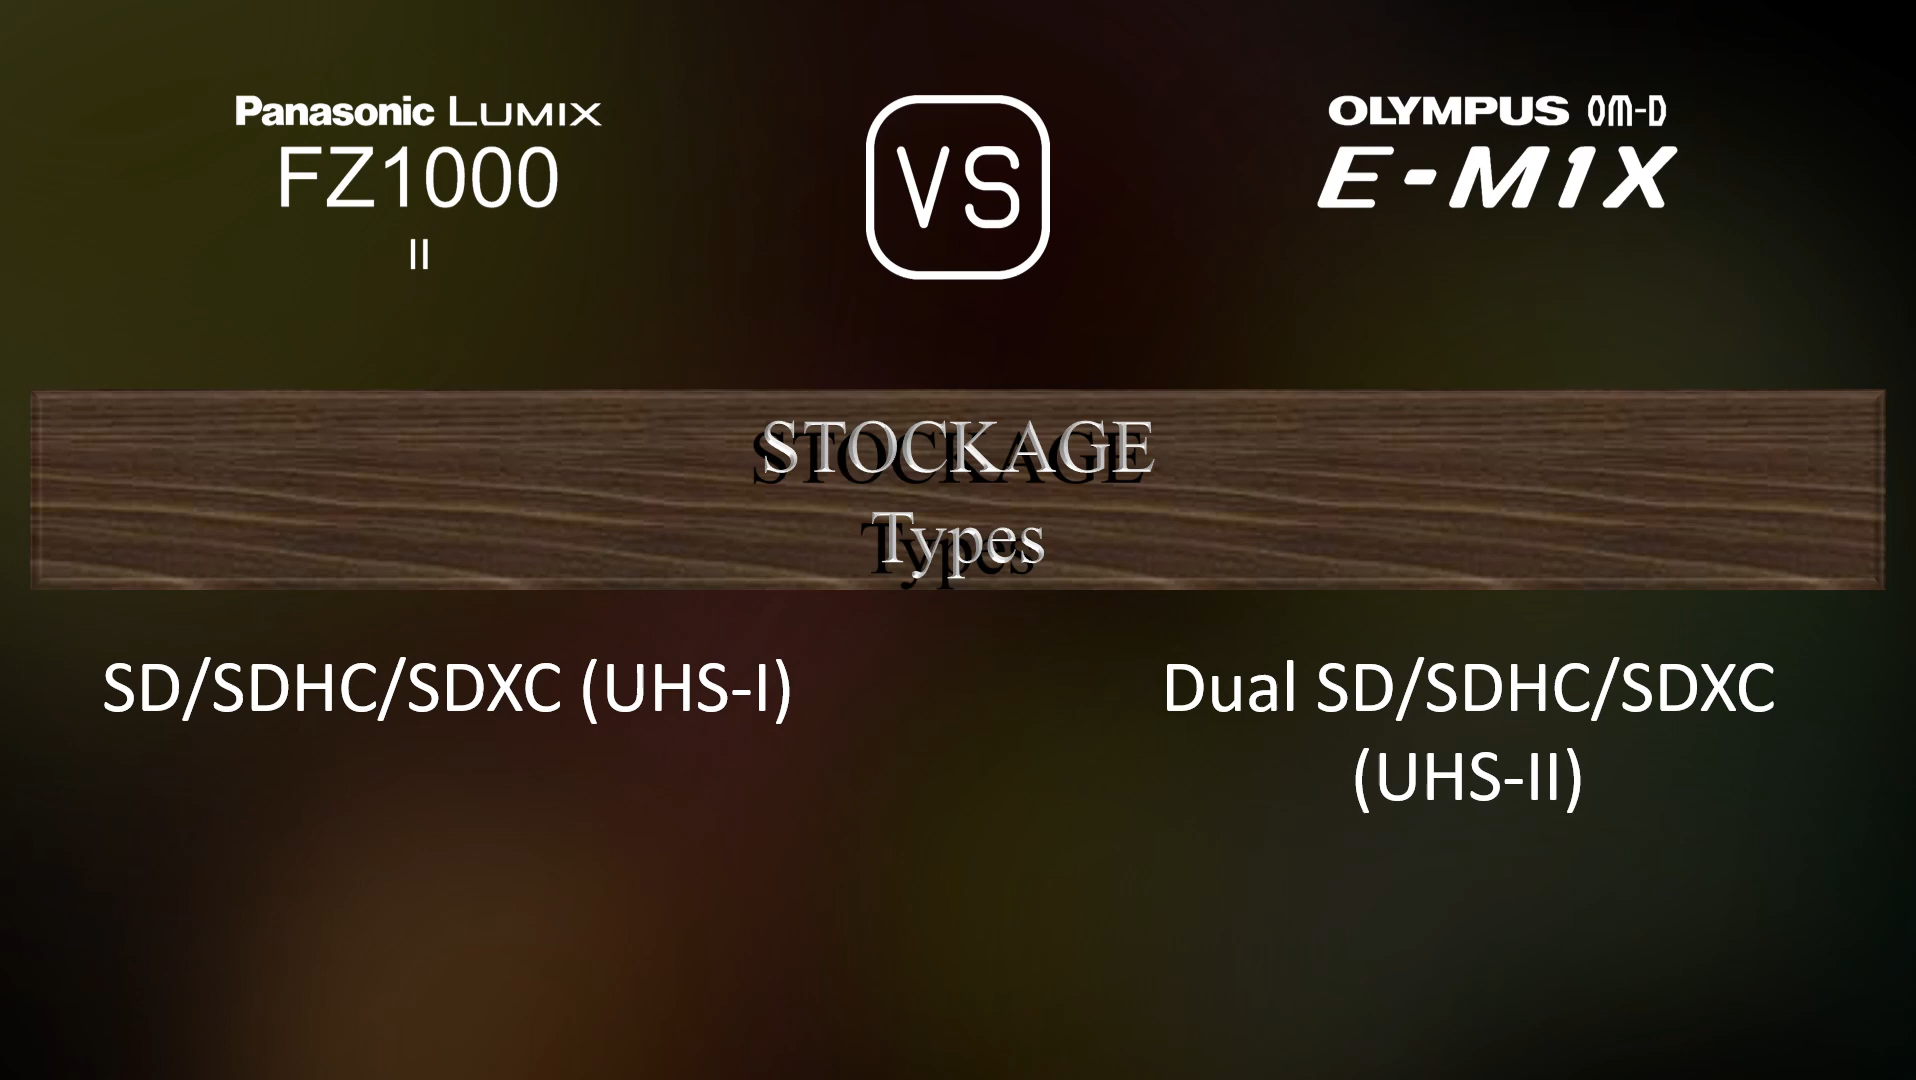 Panasonic LUMIX
FZ1000
II
VS
OLYMPUS OM-D
E-M1X
STOCKAGE
Types
SD/SDHC/SDXC (UHS-I)
Dual SD/SDHC/SDXC
(UHS-II)